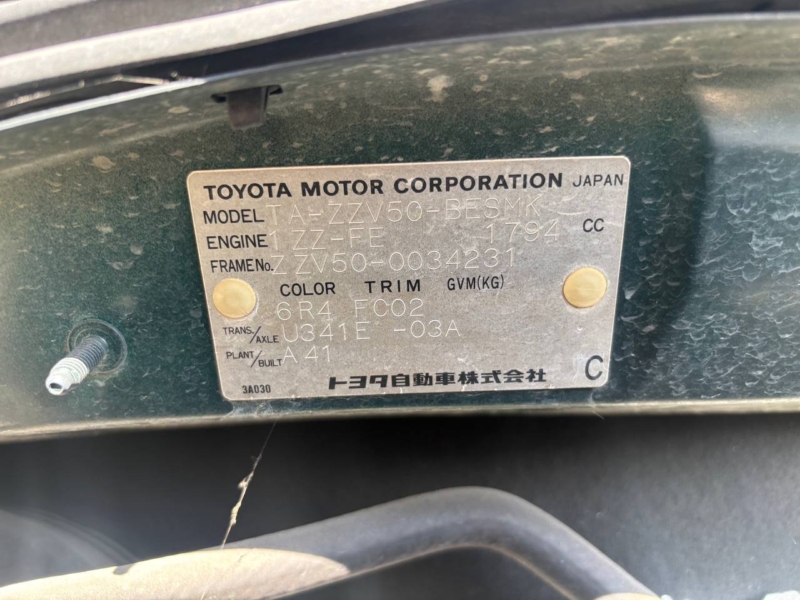 TOYOTA MOTOR CORPORATION JAPAN
MODEL TA-ZZV50-BESMK
ENGINE 1ZZ-FE 1794 CC
FRAME No. ZZV50-0034231
COLOR TRIM GVM(KG)
6R4 FC02
TRANS./AXLE U341E -03A
PLANT/BUILT A41
3A030 トヨタ自動車株式会社 C